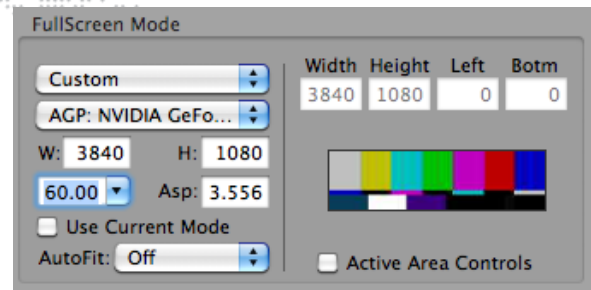 FullScreen Mode
Custom
AGP: NVIDIA GeFo...
W: 3840 H: 1080
60.00 Asp: 3.556
Use Current Mode
AutoFit: Off
Width Height Left Botm
3840 1080 0 0
Active Area Controls